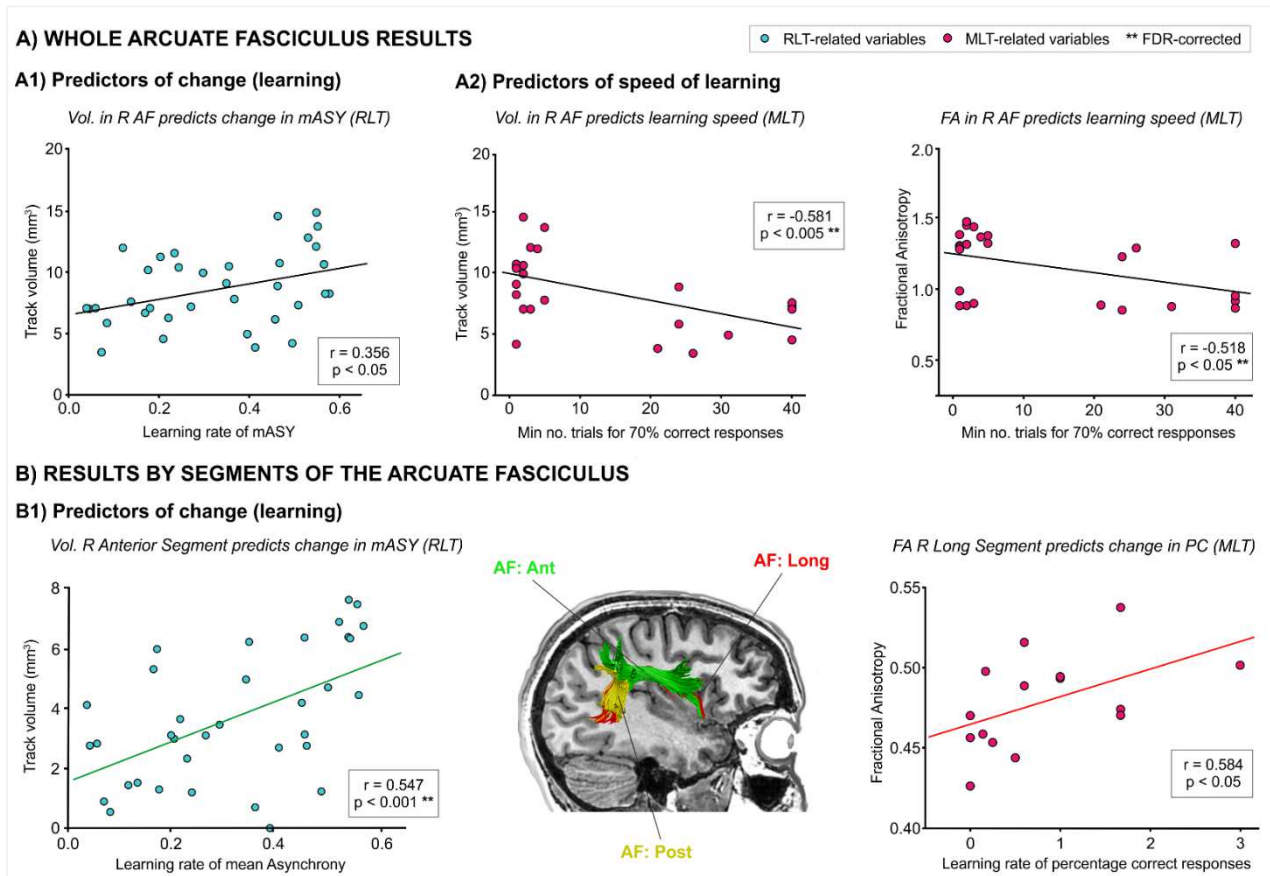 A) WHOLE ARCUATE FASCICULUS RESULTS
RLT-related variables MLT-related variables ** FDR-corrected
A1) Predictors of change (learning)
Vol. in R AF predicts change in mASY (RLT)
Track volume (mm³)
20
15
10
5
0
0.0 0.2 0.4 0.6
Learning rate of mASY
r = 0.356
p < 0.05
A2) Predictors of speed of learning
Vol. in R AF predicts learning speed (MLT)
Track volume (mm³)
20
15
10
5
0
0 10 20 30 40
Min no. trials for 70% correct responses
r = -0.581
p < 0.005 **
FA in R AF predicts learning speed (MLT)
Fractional Anisotropy
2.0
1.5
1.0
0.5
0 10 20 30 40
Min no. trials for 70% correct respponses
r = -0.518
p < 0.05 **
B) RESULTS BY SEGMENTS OF THE ARCUATE FASCICULUS
B1) Predictors of change (learning)
Vol. R Anterior Segment predicts change in mASY (RLT)
Track volume (mm³)
8
6
4
2
0
0.0 0.2 0.4 0.6
Learning rate of mean Asynchrony
r = 0.547
p < 0.001 **
AF: Ant
AF: Long
AF: Post
FA R Long Segment predicts change in PC (MLT)
Fractional Anisotropy
0.55
0.50
0.45
0.40
0 1 2 3
Learning rate of percentage correct responses
r = 0.584
p < 0.05